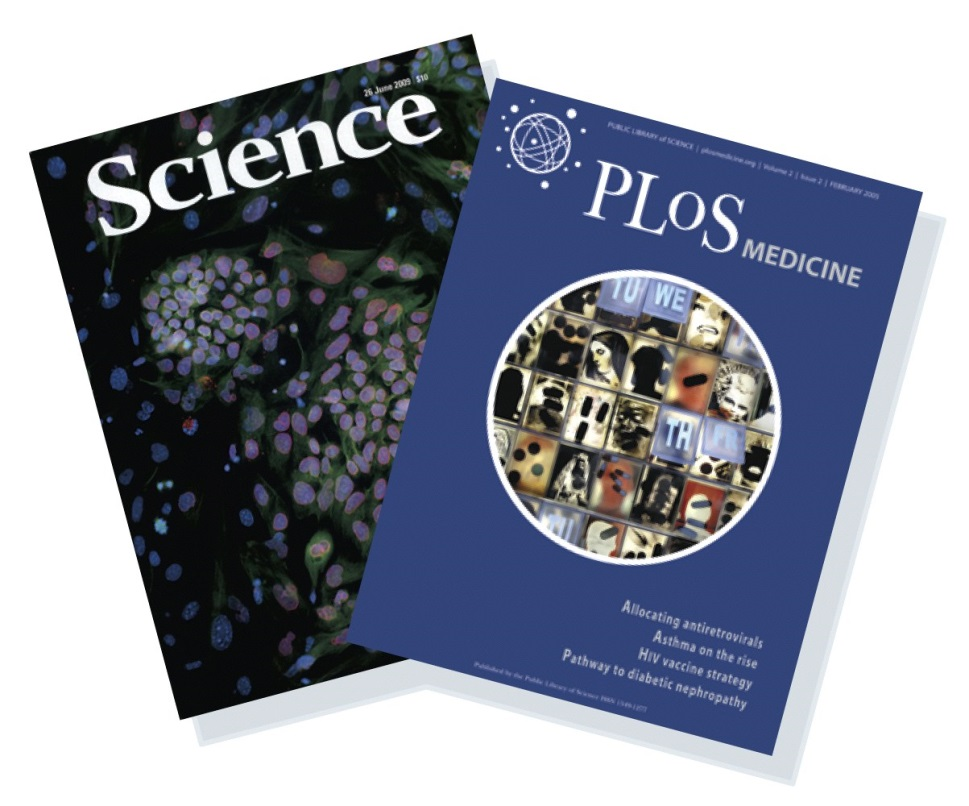 26 June 2009 $10
Science
PUBLIC LIBRARY of SCIENCE | plosmedicine.org | Volume 2 | Issue 2 | FEBRUARY 2005
PLoS MEDICINE
TU WE
TH FR
Allocating antiretrovirals
Asthma on the rise
HIV vaccine strategy
Pathway to diabetic nephropathy
Published by the Public Library of Science